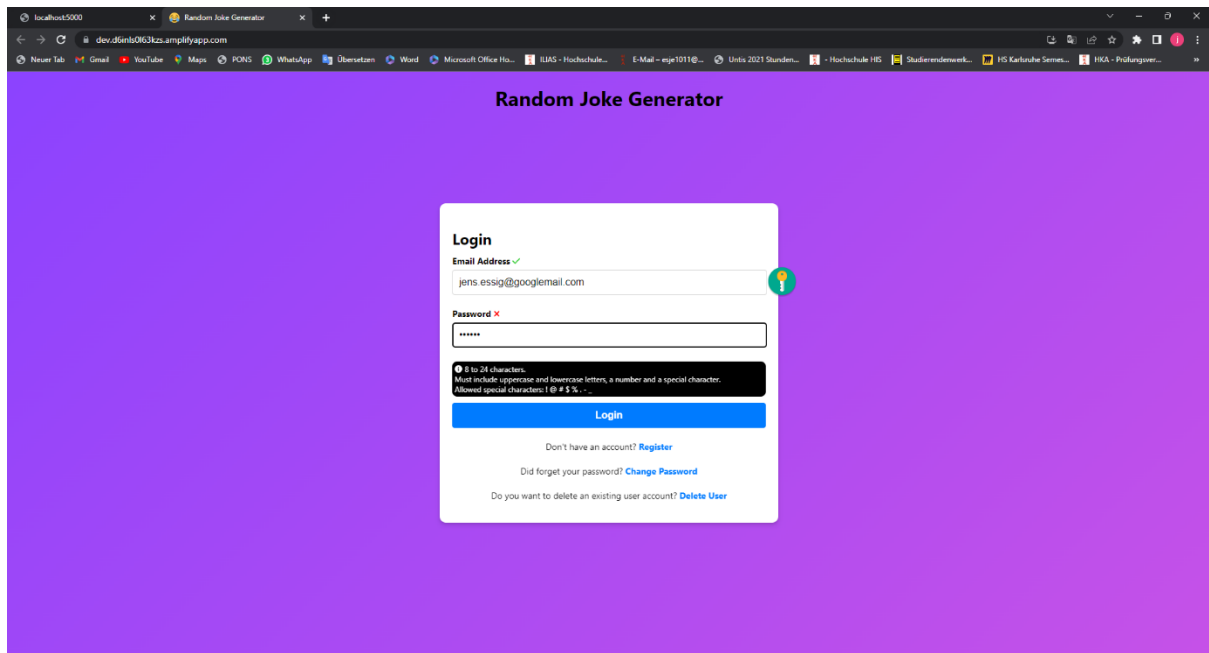 localhost:5000 Random Joke Generator
dev.d6inls0l63kzs.amplifyapp.com
Neuer Tab Gmail YouTube Maps PONS WhatsApp Übersetzen Word Microsoft Office Ho... ILIAS - Hochschule... E-Mail – esje1011@... Untis 2021 Stunden... - Hochschule HIS Studierendenwerk... HS Karlsruhe Semes... HKA - Prüfungsver... »
Random Joke Generator
Login
Email Address
jens.essig@googlemail.com
Password
8 to 24 characters.
Must include uppercase and lowercase letters, a number and a special character.
Allowed special characters: ! @ # $ % . - _
Login
Don't have an account? Register
Did forget your password? Change Password
Do you want to delete an existing user account? Delete User